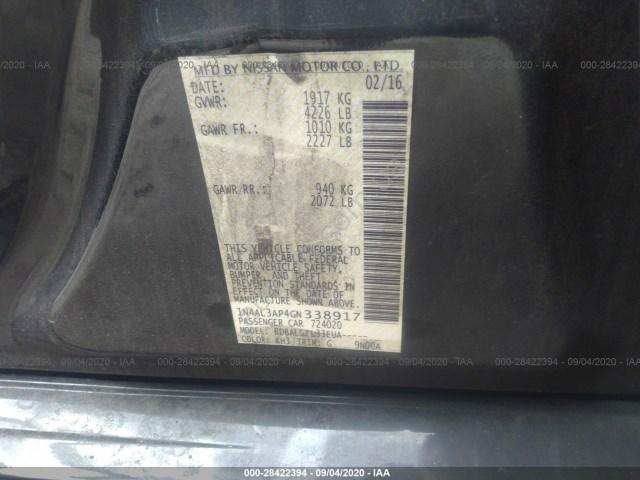 MFD BY NISSAN MOTOR CO., LTD.
DATE: 02/16
GVWR: 1917 KG
4226 LB
GAWR FR.: 1010 KG
2227 LB
GAWR/RR.: 940 KG
2072 LB
THIS VEHICLE CONFORMS TO
ALL APPLICABLE FEDERAL
MOTOR VEHICLE SAFETY,
BUMPER, AND THEFT
PREVENTION STANDARDS IN
EFFECT ON THE DATE OF
MANUFACTURE SHOWN ABOVE.
1N4AL3AP4GN338917
PASSENGER CAR 724020
MODEL:
COLOR: KH3 TRIM: G
000-28422394 - 09/04/2020 - IAA